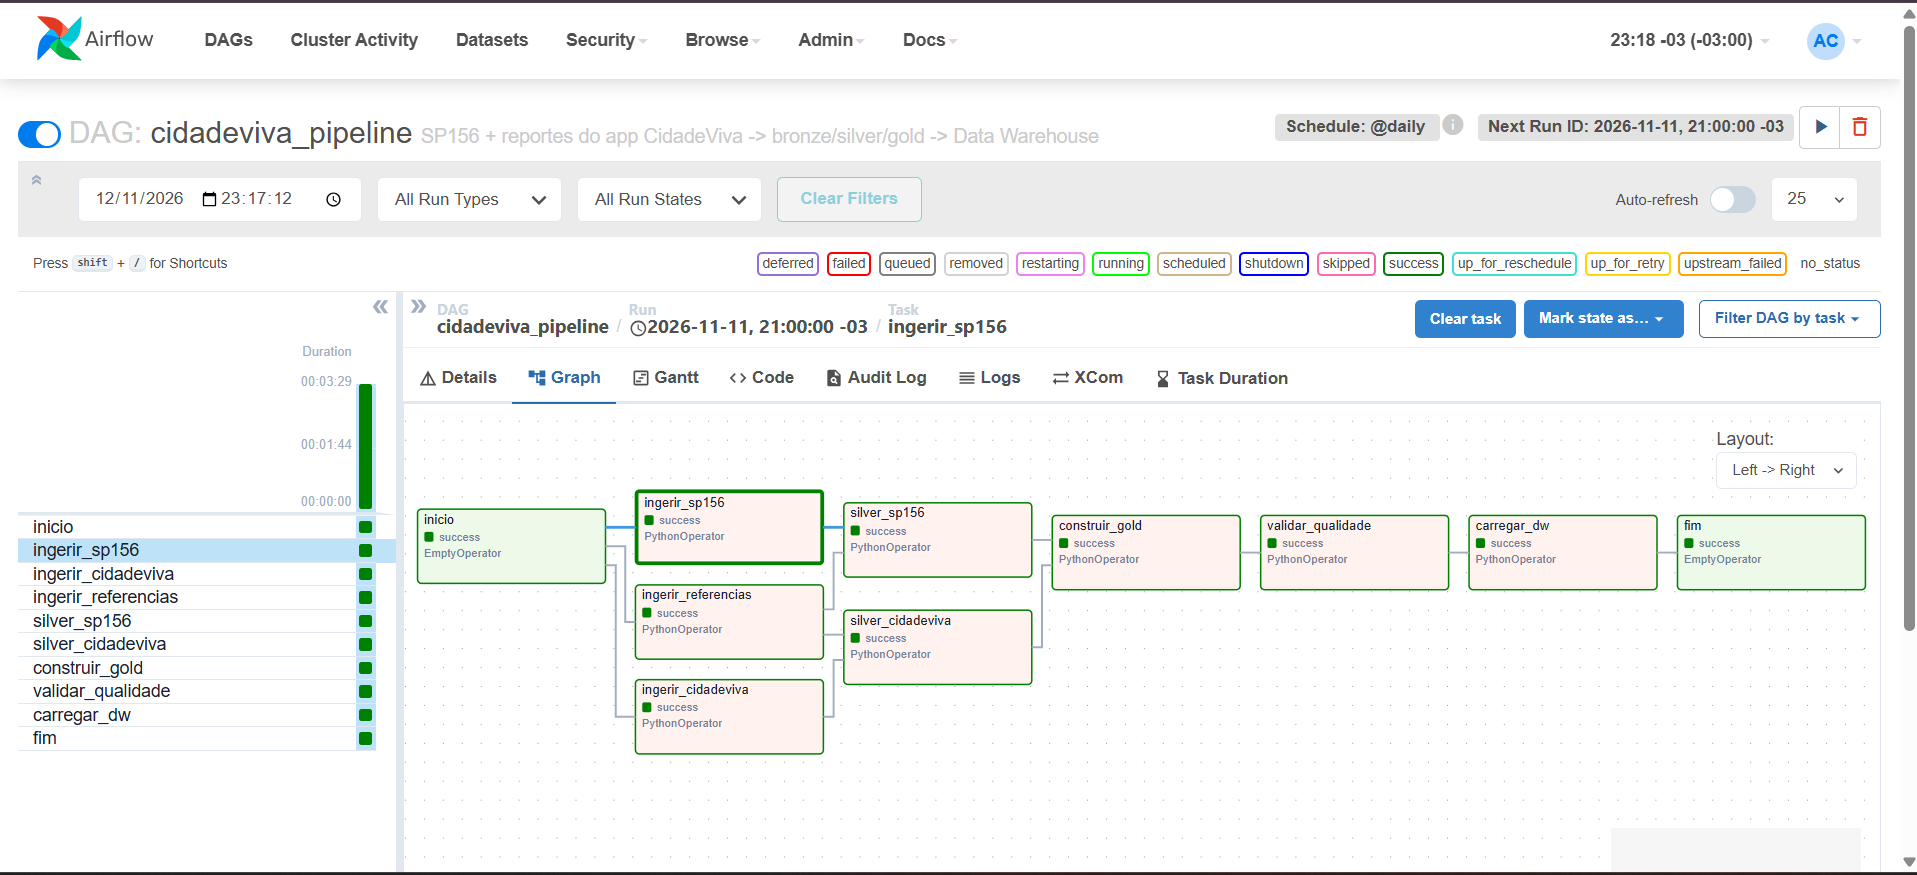 Airflow DAGs Cluster Activity Datasets Security Browse Admin Docs 23:18 -03 (-03:00) AC
DAG: cidadeviva_pipeline SP156 + reportes do app CidadeViva -> bronze/silver/gold -> Data Warehouse Schedule: @daily i Next Run ID: 2026-11-11, 21:00:00 -03
12/11/2026 23:17:12 All Run Types All Run States Clear Filters Auto-refresh 25
Press shift + / for Shortcuts deferred failed queued removed restarting running scheduled shutdown skipped success up_for_reschedule up_for_retry upstream_failed no_status
DAG Run Task
cidadeviva_pipeline / 2026-11-11, 21:00:00 -03 / ingerir_sp156 Clear task Mark state as... Filter DAG by task
Duration
00:03:29
00:01:44
00:00:00
inicio
ingerir_sp156
ingerir_cidadeviva
ingerir_referencias
silver_sp156
silver_cidadeviva
construir_gold
validar_qualidade
carregar_dw
fim
Details Graph Gantt Code Audit Log Logs XCom Task Duration
Layout:
Left -> Right
inicio
success
EmptyOperator
ingerir_sp156
success
PythonOperator
ingerir_referencias
success
PythonOperator
ingerir_cidadeviva
success
PythonOperator
silver_sp156
success
PythonOperator
silver_cidadeviva
success
PythonOperator
construir_gold
success
PythonOperator
validar_qualidade
success
PythonOperator
carregar_dw
success
PythonOperator
fim
success
EmptyOperator